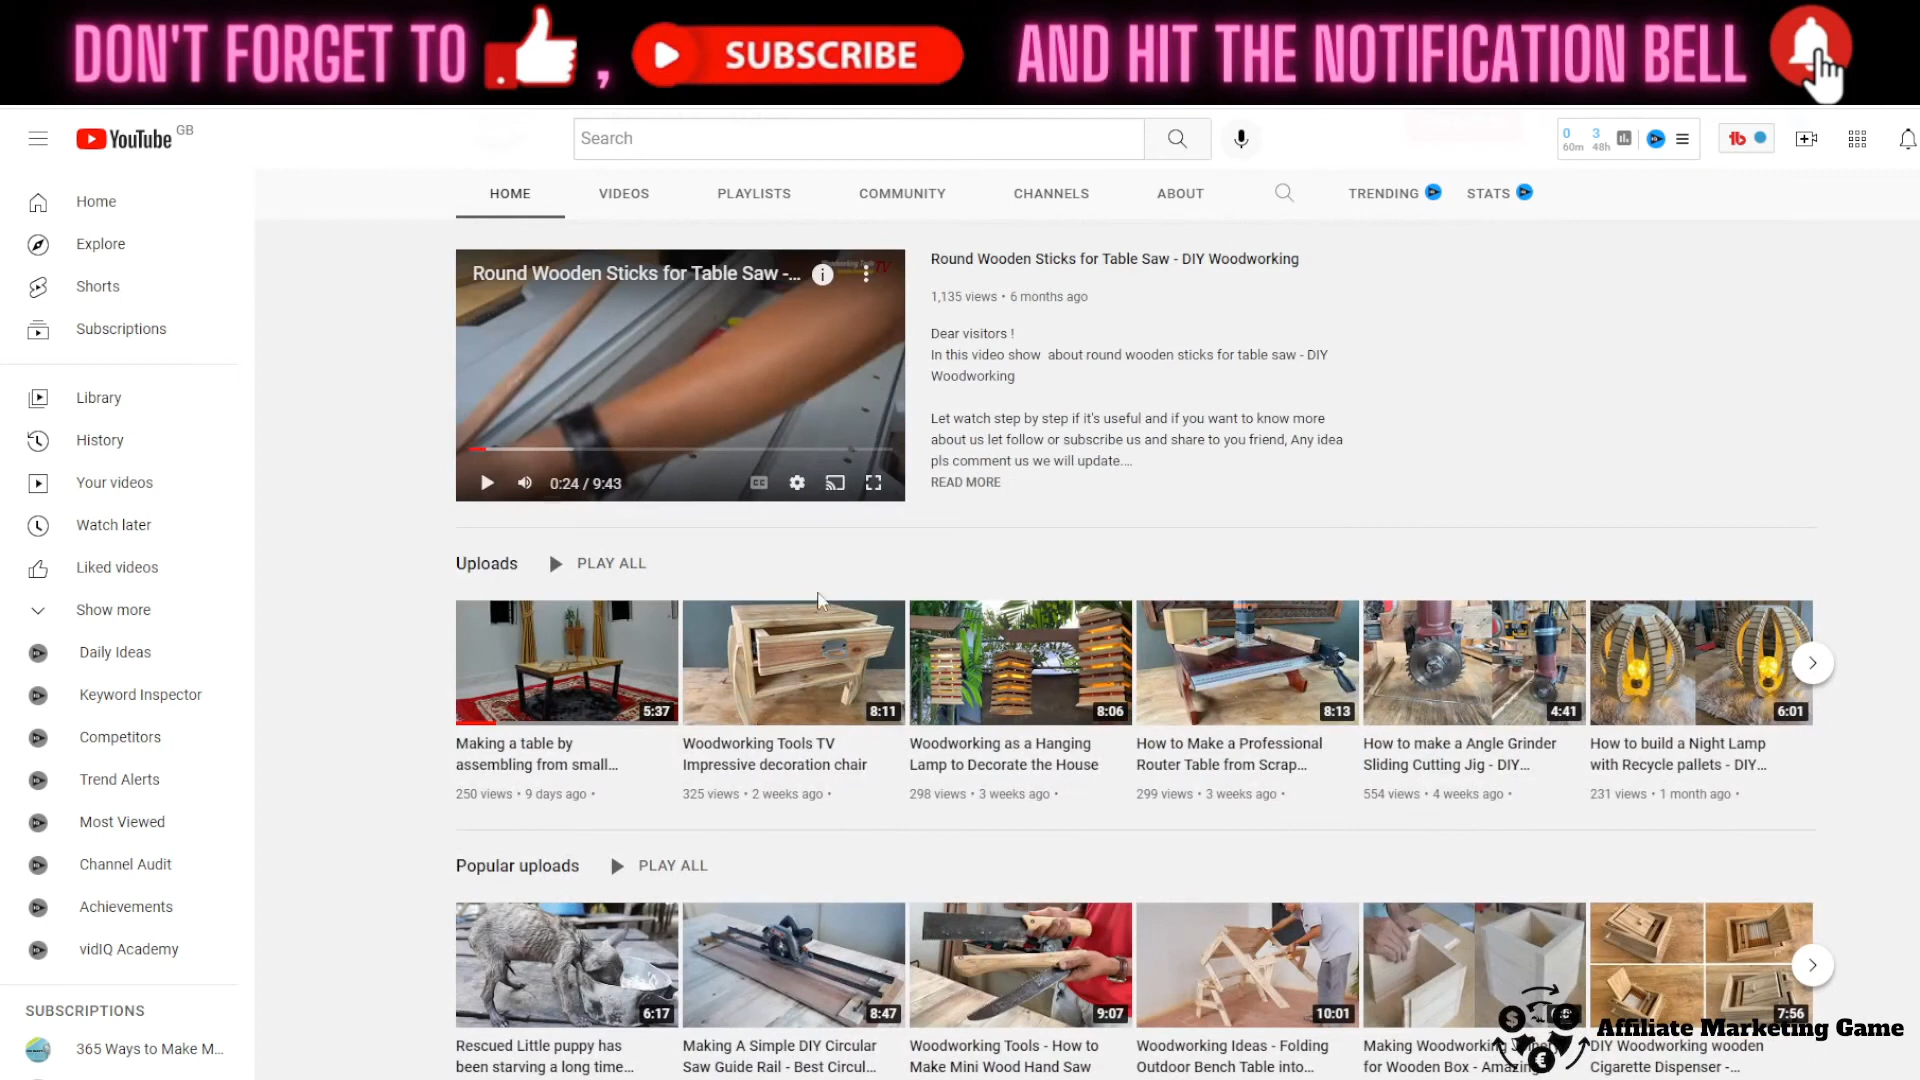 DON'T FORGET TO , SUBSCRIBE AND HIT THE NOTIFICATION BELL
YouTube GB
Search
0 3
60m 48h
HOME VIDEOS PLAYLISTS COMMUNITY CHANNELS ABOUT TRENDING STATS
Home
Explore
Shorts
Subscriptions
Library
History
Your videos
Watch later
Liked videos
Show more
Daily Ideas
Keyword Inspector
Competitors
Trend Alerts
Most Viewed
Channel Audit
Achievements
vidIQ Academy
SUBSCRIPTIONS
365 Ways to Make M...
Round Wooden Sticks for Table Saw -...
0:24 / 9:43
Round Wooden Sticks for Table Saw - DIY Woodworking
1,135 views • 6 months ago
Dear visitors !
In this video show about round wooden sticks for table saw - DIY
Woodworking
Let watch step by step if it's useful and if you want to know more
about us let follow or subscribe us and share to you friend, Any idea
pls comment us we will update....
READ MORE
Uploads PLAY ALL
5:37
Making a table by
assembling from small...
250 views • 9 days ago •
8:11
Woodworking Tools TV
Impressive decoration chair
325 views • 2 weeks ago •
8:06
Woodworking as a Hanging
Lamp to Decorate the House
298 views • 3 weeks ago •
8:13
How to Make a Professional
Router Table from Scrap...
299 views • 3 weeks ago •
4:41
How to make a Angle Grinder
Sliding Cutting Jig - DIY...
554 views • 4 weeks ago •
6:01
How to build a Night Lamp
with Recycle pallets - DIY...
231 views • 1 month ago •
Popular uploads PLAY ALL
6:17
Rescued Little puppy has
been starving a long time...
8:47
Making A Simple DIY Circular
Saw Guide Rail - Best Circul...
9:07
Woodworking Tools - How to
Make Mini Wood Hand Saw
10:01
Woodworking Ideas - Folding
Outdoor Bench Table into...
Making Woodworking
for Wooden Box - Amazing
7:56
DIY Woodworking wooden
Cigarette Dispenser -...
Affiliate Marketing Game